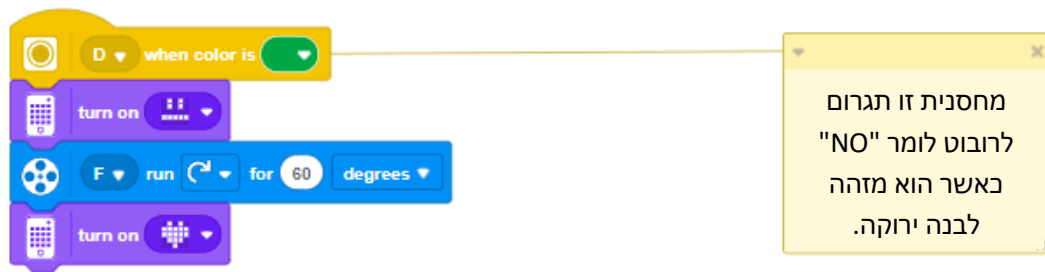 D when color is
turn on
F run for 60 degrees
turn on
מחסנית זו תגרום
לרובוט לומר "NO"
כאשר הוא מזהה
לבנה ירוקה.